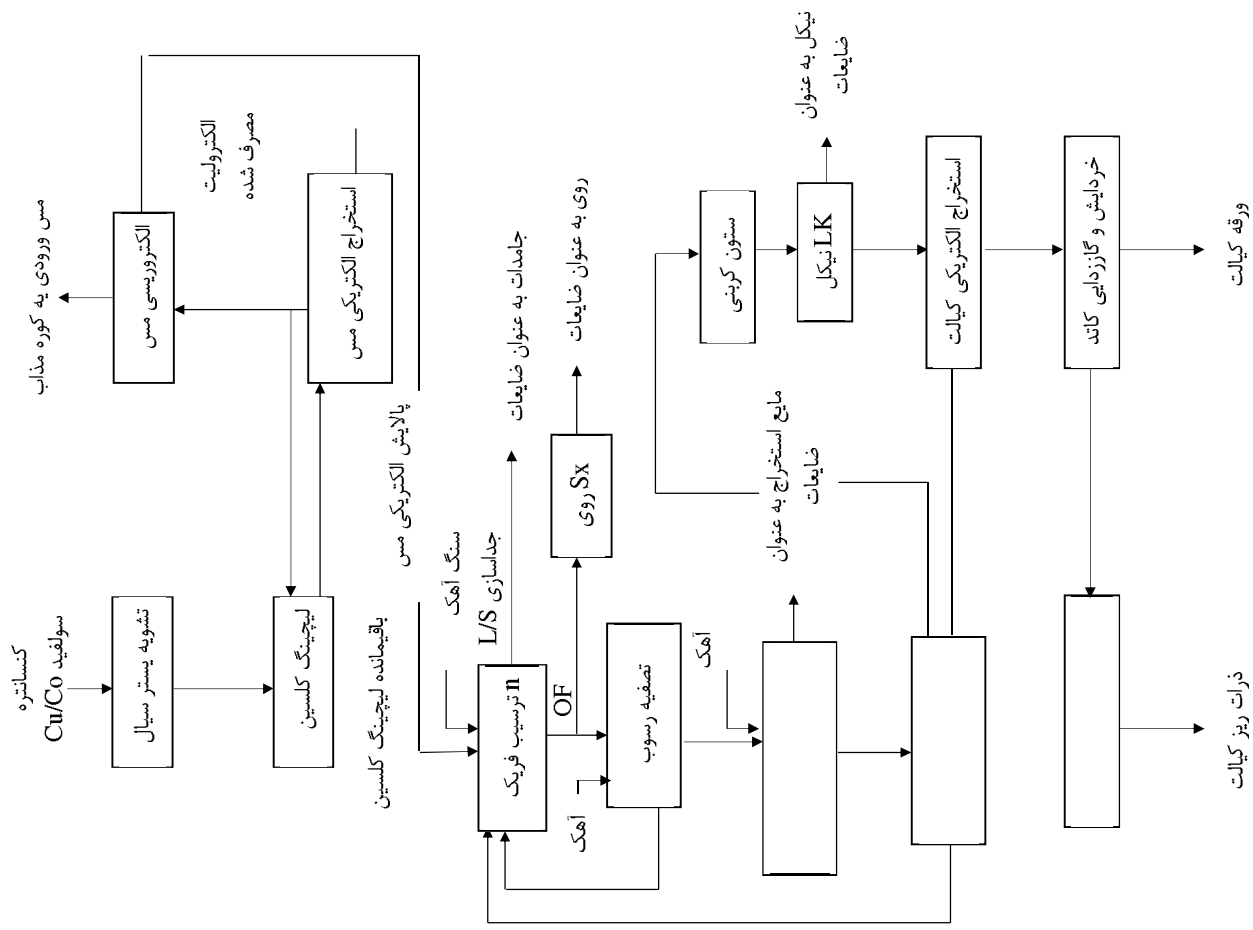 کنسانتره
سولفید Cu/Co
تشویه بستر سیال
لیچینگ کلسین
باقیمانده لیچینگ کلسین
مس ورودی به کوره مذاب
الکتروریسی مس
الکترولیت
مصرف شده
استخراج الکتریکی مس
پالایش الکتریکی مس
سنگ آهک
جداسازی L/S
جامدات به عنوان ضایعات
n ترسیب فریک
OF
روی Sx
روی به عنوان ضایعات
آهک
تصفیه رسوب
آهک
مایع استخراج به عنوان
ضایعات
ستون کربنی
نیکل LK
نیکل به عنوان
ضایعات
استخراج الکتریکی کبالت
خردایش و گاززدایی کاتد
ورقه کبالت
ذرات ریز کبالت